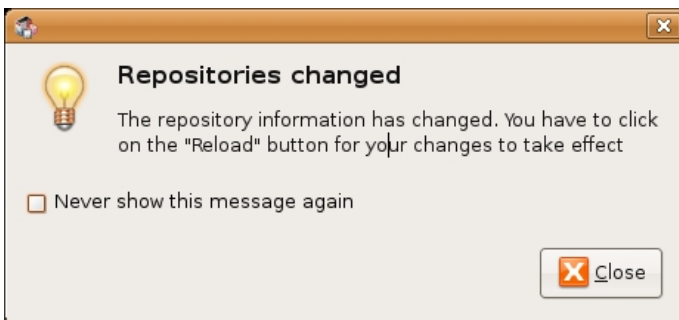 Repositories changed
The repository information has changed. You have to click
on the "Reload" button for your changes to take effect
Never show this message again
Close